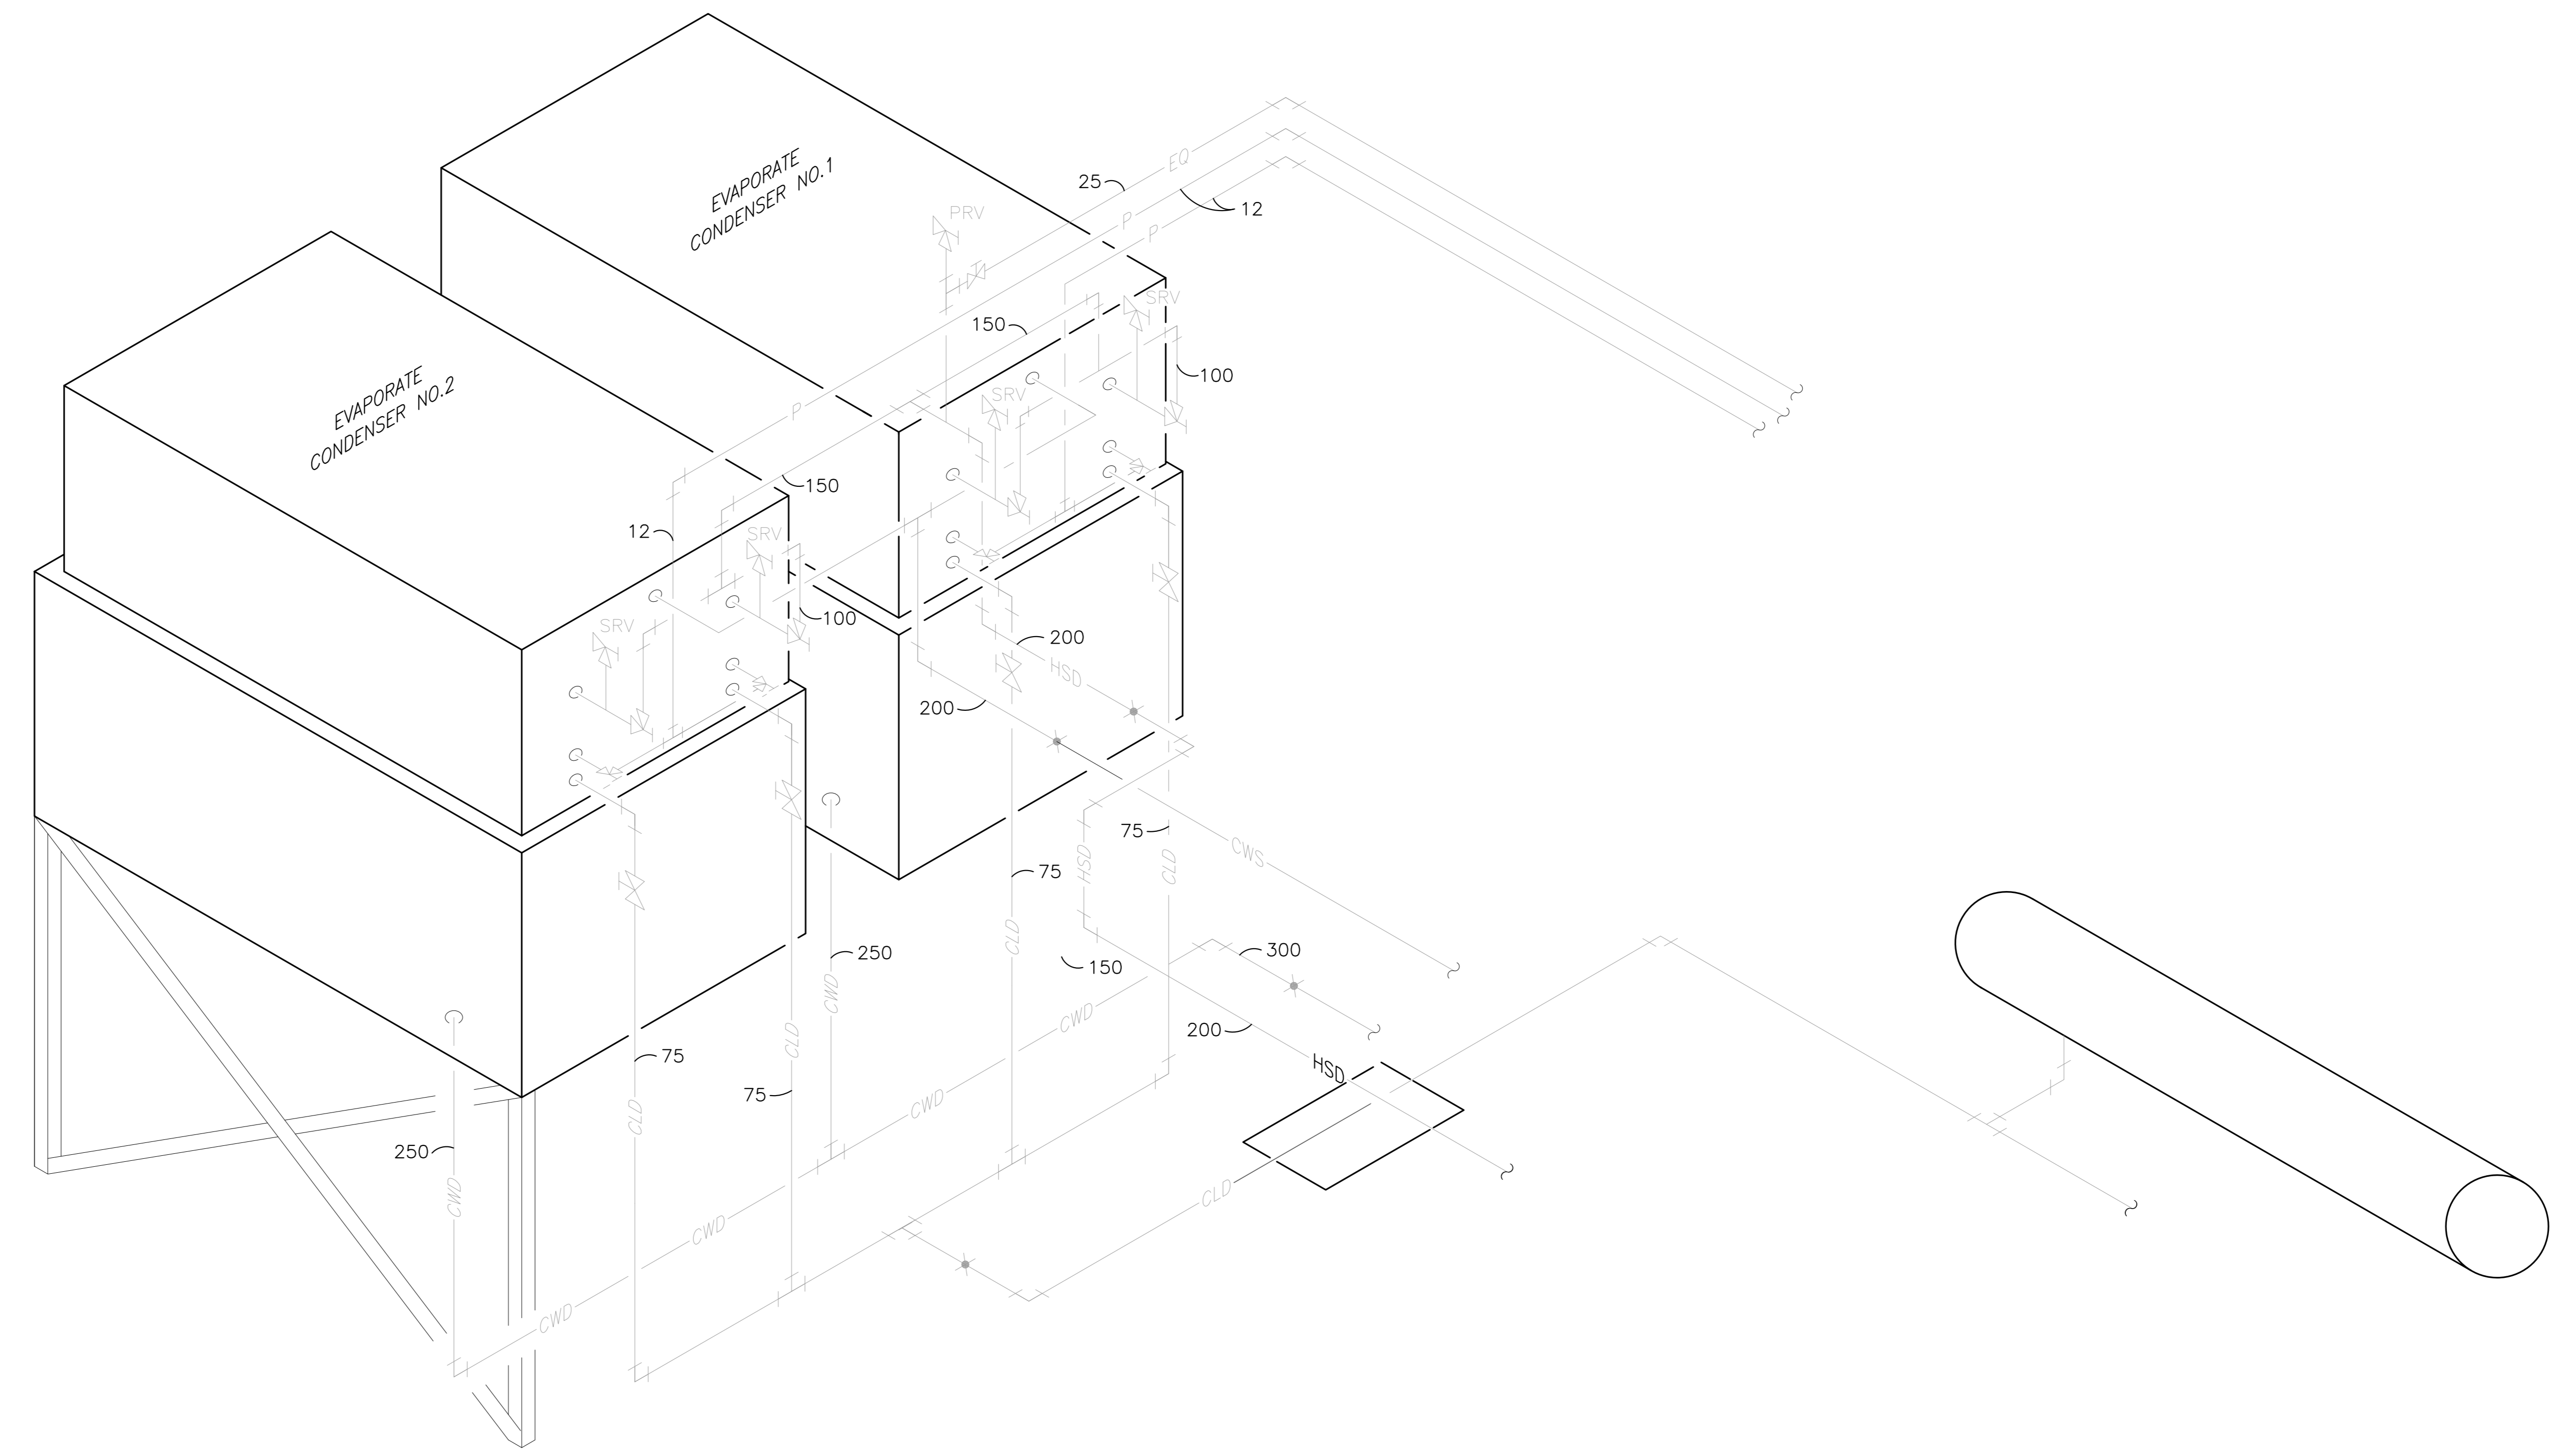 EVAPORATE
CONDENSER NO.1
EQ
25
12
P
P
PRV
SRV
150
100
EVAPORATE
CONDENSER NO.2
P
SRV
150
12
SRV
100
SRV
200
HSD
200
75
HSD
CLD
CWS
75
CLD
250
CWD
150
300
CWD
200
HSD
75
CLD
75
CLD
CWD
250
CWD
CLD
CWD
CWD